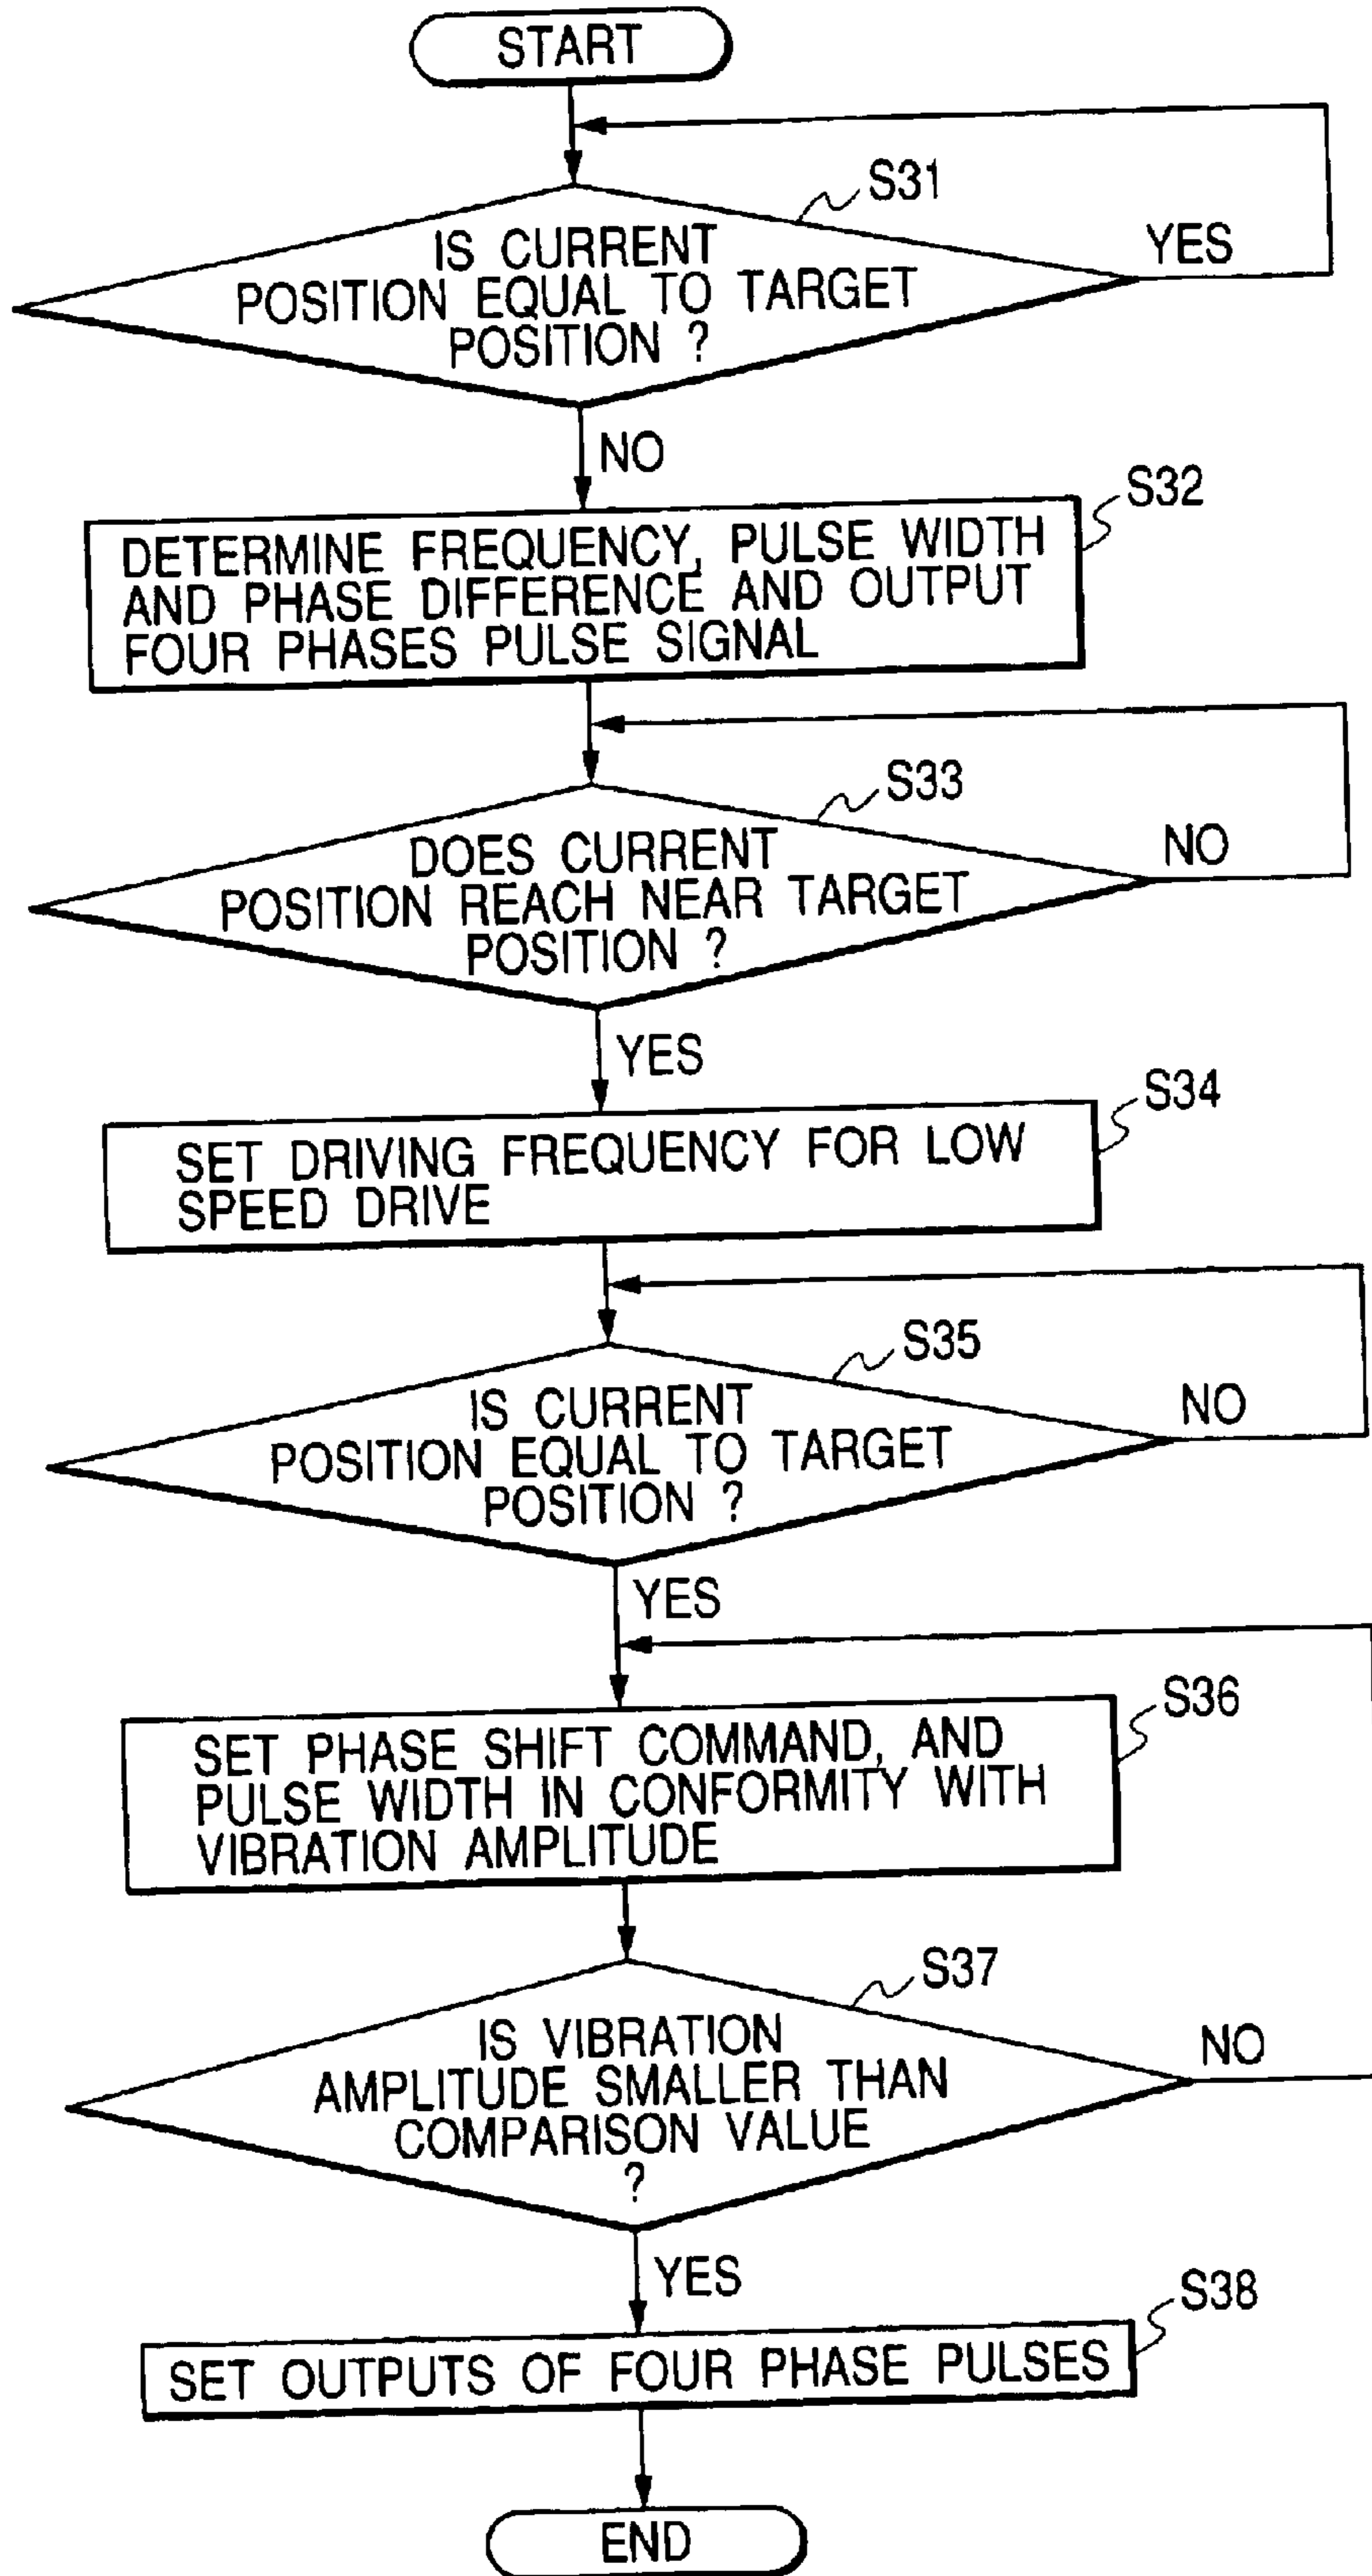 START
S31
IS CURRENT
POSITION EQUAL TO TARGET
POSITION ?
YES
NO
S32
DETERMINE FREQUENCY, PULSE WIDTH
AND PHASE DIFFERENCE AND OUTPUT
FOUR PHASES PULSE SIGNAL
S33
DOES CURRENT
POSITION REACH NEAR TARGET
POSITION ?
NO
YES
S34
SET DRIVING FREQUENCY FOR LOW
SPEED DRIVE
S35
IS CURRENT
POSITION EQUAL TO TARGET
POSITION ?
NO
YES
S36
SET PHASE SHIFT COMMAND, AND
PULSE WIDTH IN CONFORMITY WITH
VIBRATION AMPLITUDE
S37
IS VIBRATION
AMPLITUDE SMALLER THAN
COMPARISON VALUE
?
NO
YES
S38
SET OUTPUTS OF FOUR PHASE PULSES
END